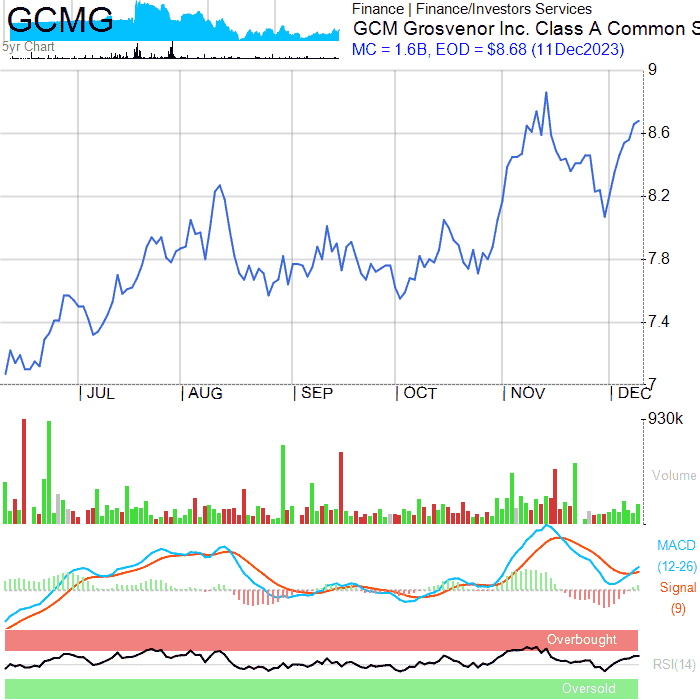 GCMG
5yr Chart
Finance | Finance/Investors Services
GCM Grosvenor Inc. Class A Common S
MC = 1.6B, EOD = $8.68 (11Dec2023)
9
8.6
8.2
7.8
7.4
7
JUL
AUG
SEP
OCT
NOV
DEC
930k
Volume
MACD
(12-26)
Signal
(9)
Overbought
RSI(14)
Oversold